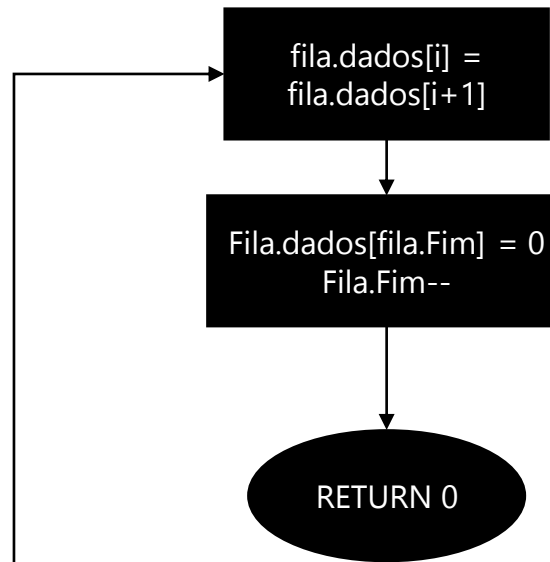 fila.dados[i] =
fila.dados[i+1]
Fila.dados[fila.Fim] = 0
Fila.Fim--
RETURN 0